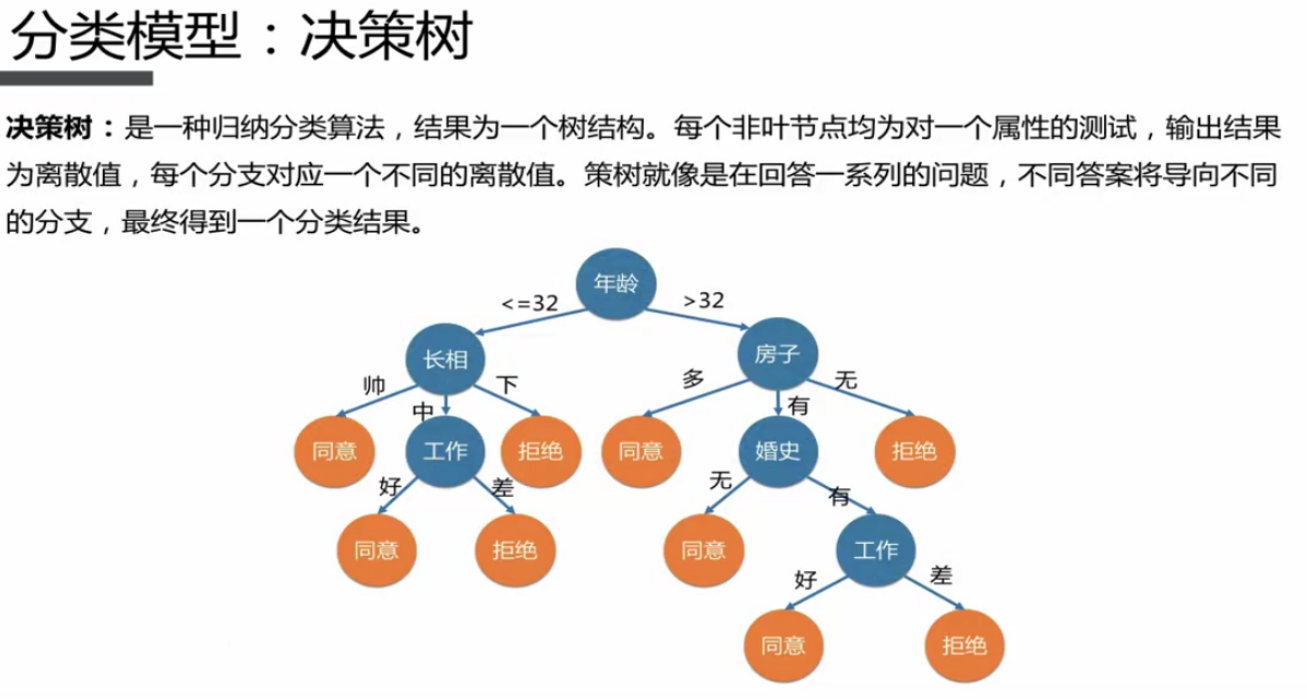 分类模型：决策树
决策树：是一种归纳分类算法，结果为一个树结构。每个非叶节点均为对一个属性的测试，输出结果
为离散值，每个分支对应一个不同的离散值。策树就像是在回答一系列的问题，不同答案将导向不同
的分支，最终得到一个分类结果。
年龄
<=32 >32
长相 房子
帅 中 下 多 有 无
同意 工作 拒绝 同意 婚史 拒绝
好 差 无 有
同意 拒绝 同意 工作
好 差
同意 拒绝